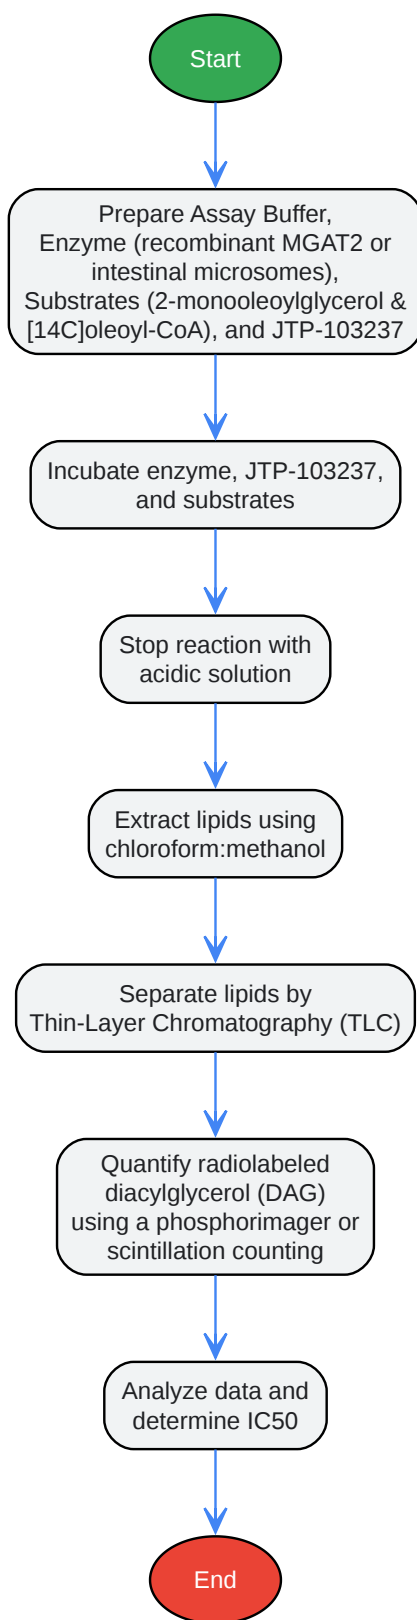 Start
Prepare Assay Buffer,
Enzyme (recombinant MGAT2 or
intestinal microsomes),
Substrates (2-monooleoylglycerol &
[14C]oleoyl-CoA), and JTP-103237
Incubate enzyme, JTP-103237,
and substrates
Stop reaction with
acidic solution
Extract lipids using
chloroform:methanol
Separate lipids by
Thin-Layer Chromatography (TLC)
Quantify radiolabeled
diacylglycerol (DAG)
using a phosphorimager or
scintillation counting
Analyze data and
determine IC50
End